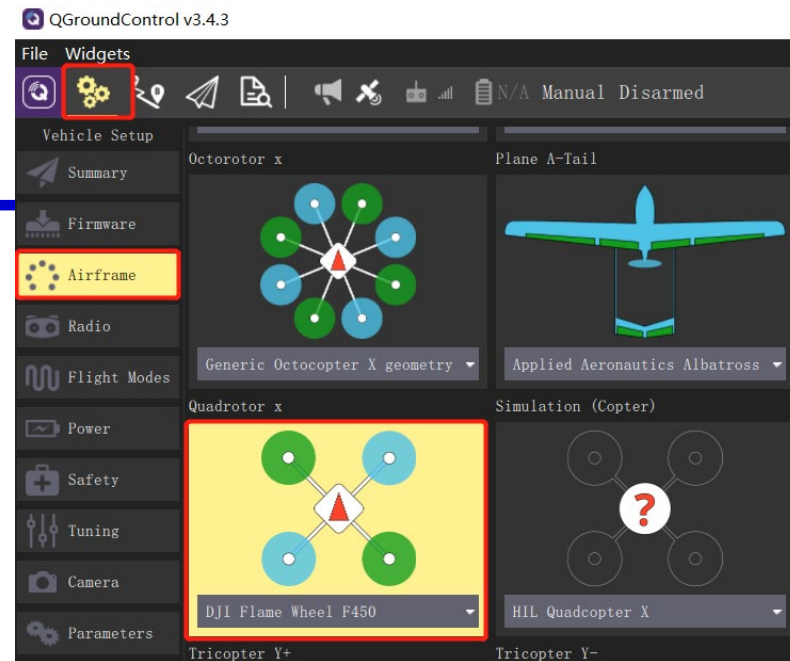 QGroundControl v3.4.3
File Widgets
N/A Manual Disarmed
Vehicle Setup
Summary
Firmware
Airframe
Radio
Flight Modes
Power
Safety
Tuning
Camera
Parameters
Octorotor x
Plane A-Tail
Generic Octocopter X geometry
Applied Aeronautics Albatross
Quadrotor x
Simulation (Copter)
?
DJI Flame Wheel F450
HIL Quadcopter X
Tricopter Y+
Tricopter Y-